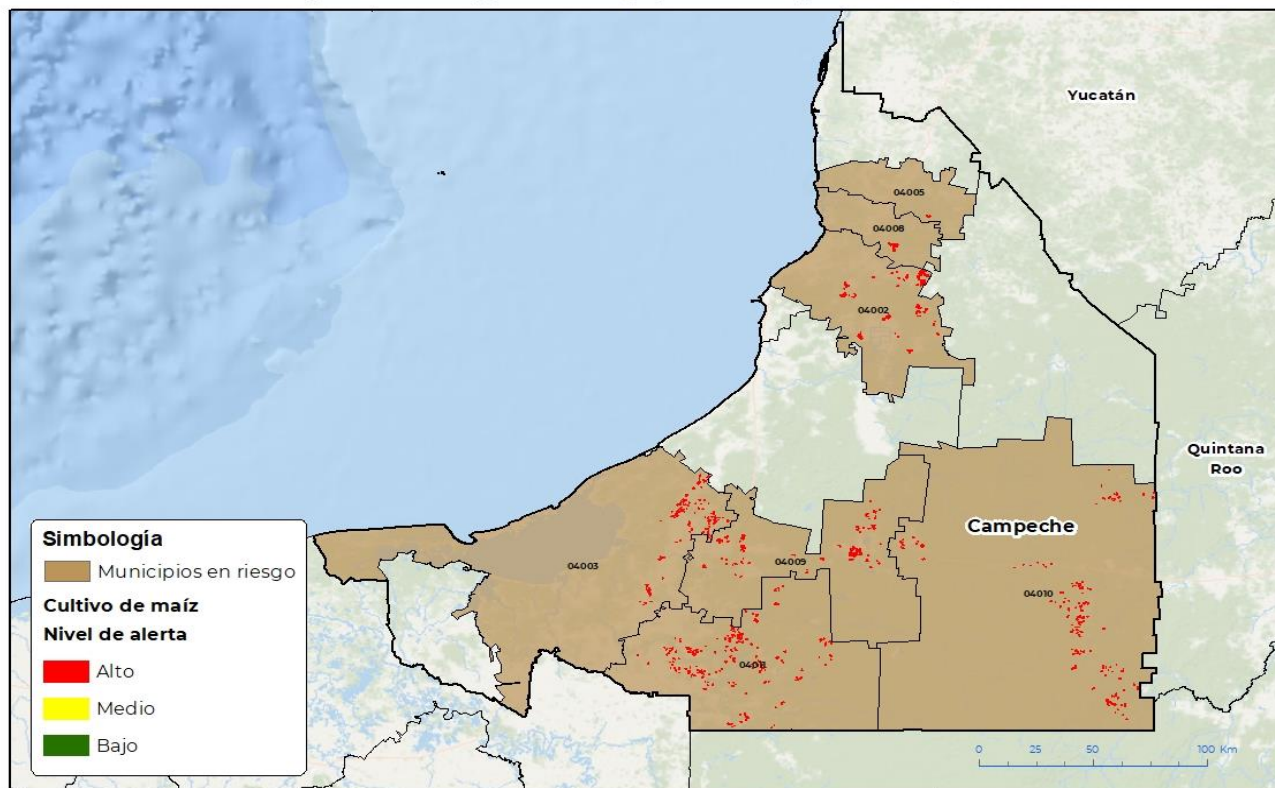 Yucatán
04005
04008
04002
Quintana
Roo
Campeche
04003
04009
04010
04011
Simbología
Municipios en riesgo
Cultivo de maíz
Nivel de alerta
Alto
Medio
Bajo
0 25 50 100 Km